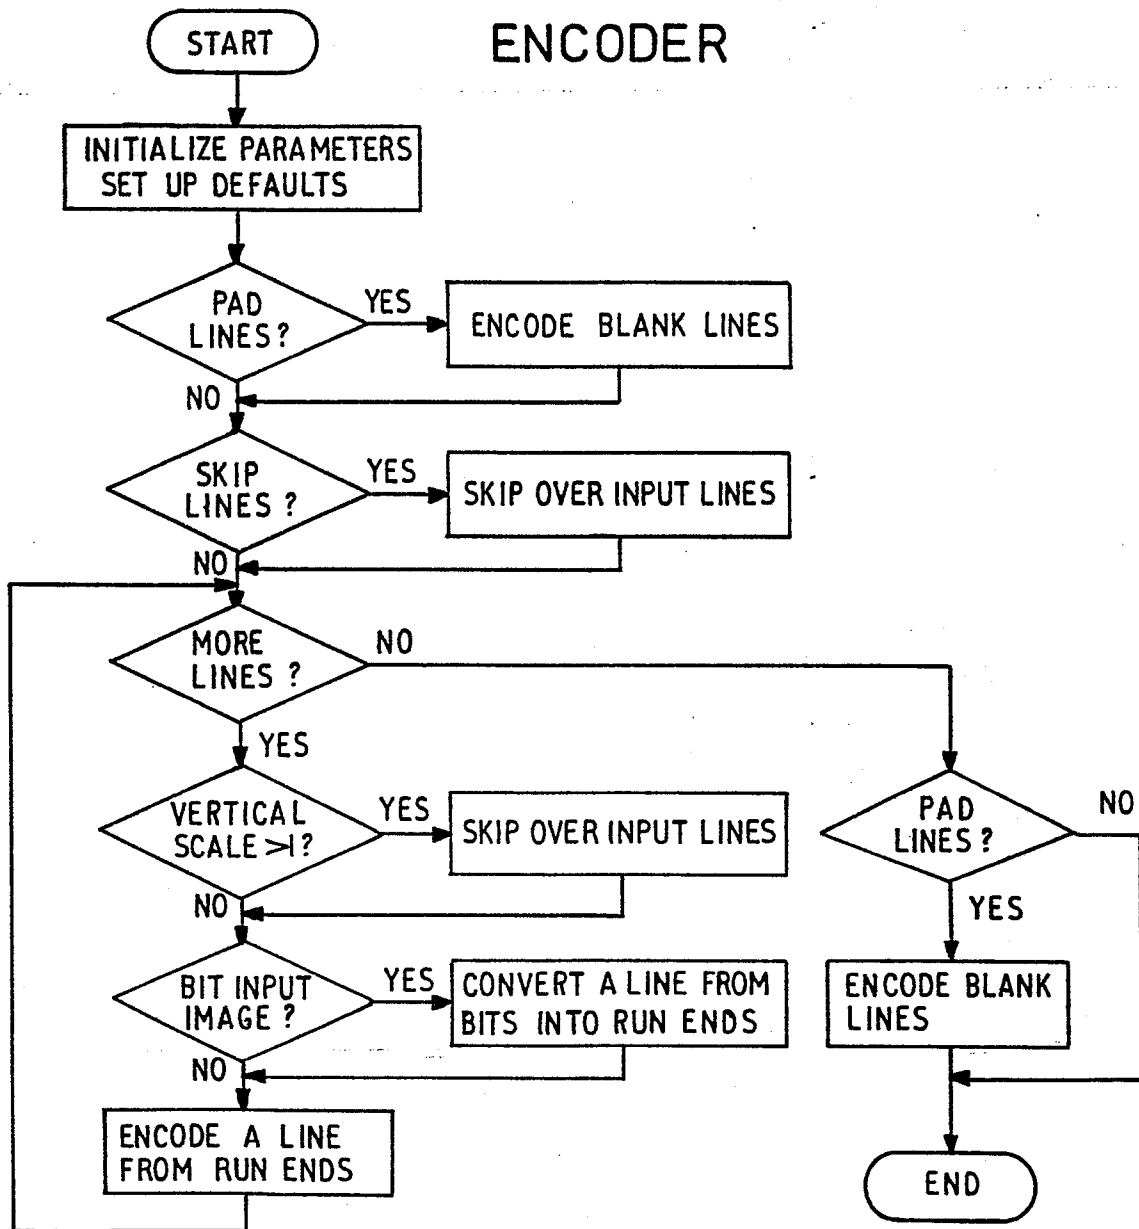 START
ENCODER
INITIALIZE PARAMETERS
SET UP DEFAULTS
PAD
LINES?
YES
ENCODE BLANK LINES
NO
SKIP
LINES ?
YES
SKIP OVER INPUT LINES
NO
MORE
LINES ?
NO
YES
VERTICAL
SCALE >1?
YES
SKIP OVER INPUT LINES
NO
PAD
LINES ?
NO
YES
BIT INPUT
IMAGE ?
YES
CONVERT A LINE FROM
BITS INTO RUN ENDS
NO
ENCODE BLANK
LINES
ENCODE A LINE
FROM RUN ENDS
END